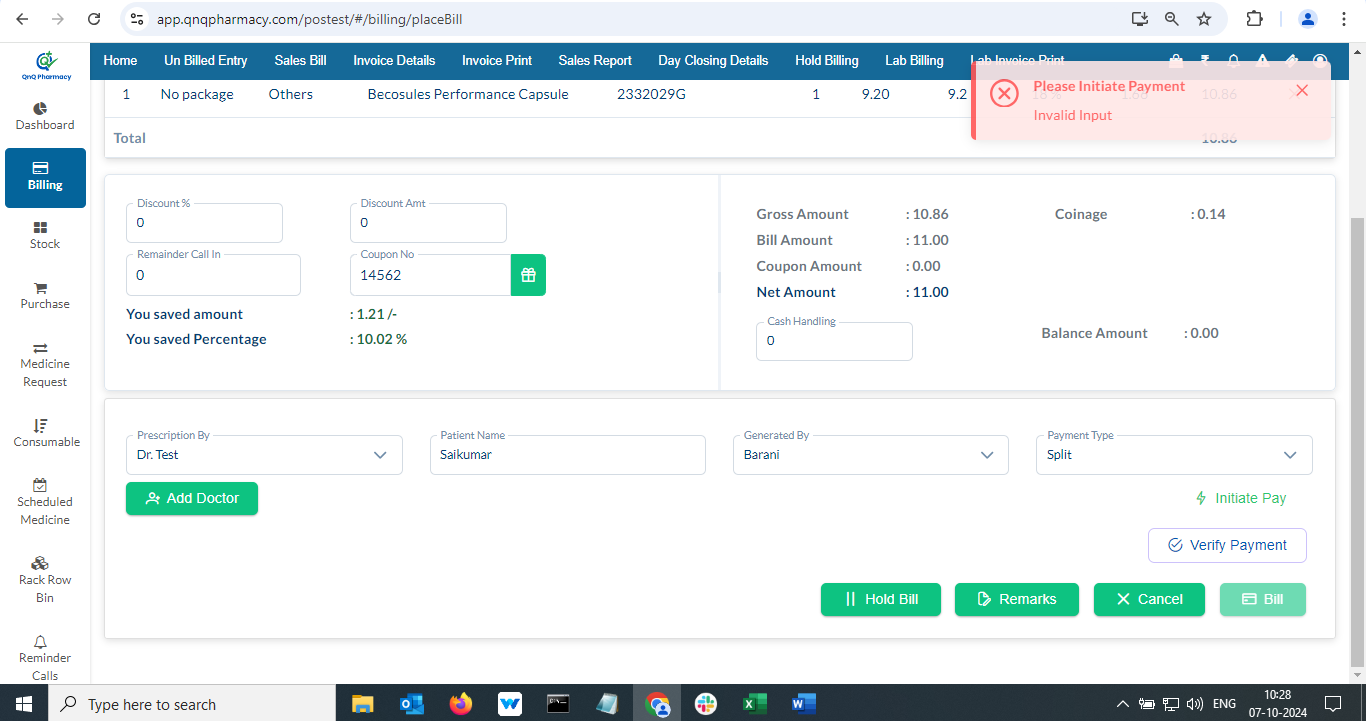 app.qnqpharmacy.com/postest/#/billing/placeBill
QnQ Pharmacy
Home Un Billed Entry Sales Bill Invoice Details Invoice Print Sales Report Day Closing Details Hold Billing Lab Billing Lab Invoice Print
1 No package Others Becosules Performance Capsule 2332029G 1 9.20 9.2 10.86
Please Initiate Payment
Invalid Input
Total 10.86
Dashboard
Billing
Stock
Purchase
Medicine
Request
Consumable
Scheduled
Medicine
Rack Row
Bin
Reminder
Calls
Discount %
0
Discount Amt
0
Remainder Call In
0
Coupon No
14562
You saved amount : 1.21 /-
You saved Percentage : 10.02 %
Gross Amount : 10.86
Coinage : 0.14
Bill Amount : 11.00
Coupon Amount : 0.00
Net Amount : 11.00
Cash Handling
0
Balance Amount : 0.00
Prescription By
Dr. Test
Patient Name
Saikumar
Generated By
Barani
Payment Type
Split
Add Doctor
Initiate Pay
Verify Payment
Hold Bill
Remarks
Cancel
Bill
Type here to search
ENG
10:28
07-10-2024